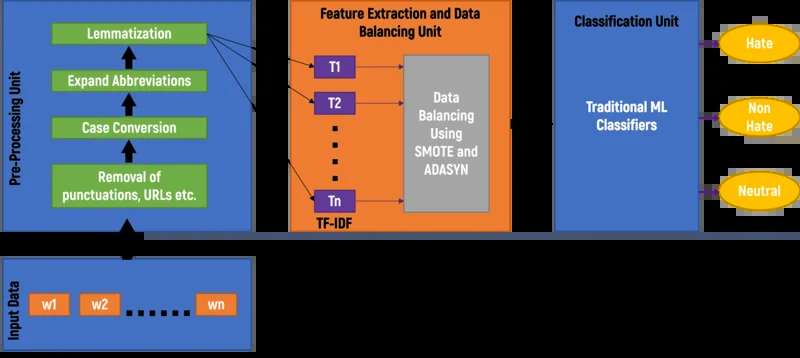 Pre-Processing Unit
Lemmatization
Expand Abbreviations
Case Conversion
Removal of
punctuations, URLs etc.
Input Data
w1
w2
wn
Feature Extraction and Data
Balancing Unit
T1
T2
Tn
TF-IDF
Data
Balancing
Using
SMOTE and
ADASYN
Classification Unit
Traditional ML
Classifiers
Hate
Non
Hate
Neutral